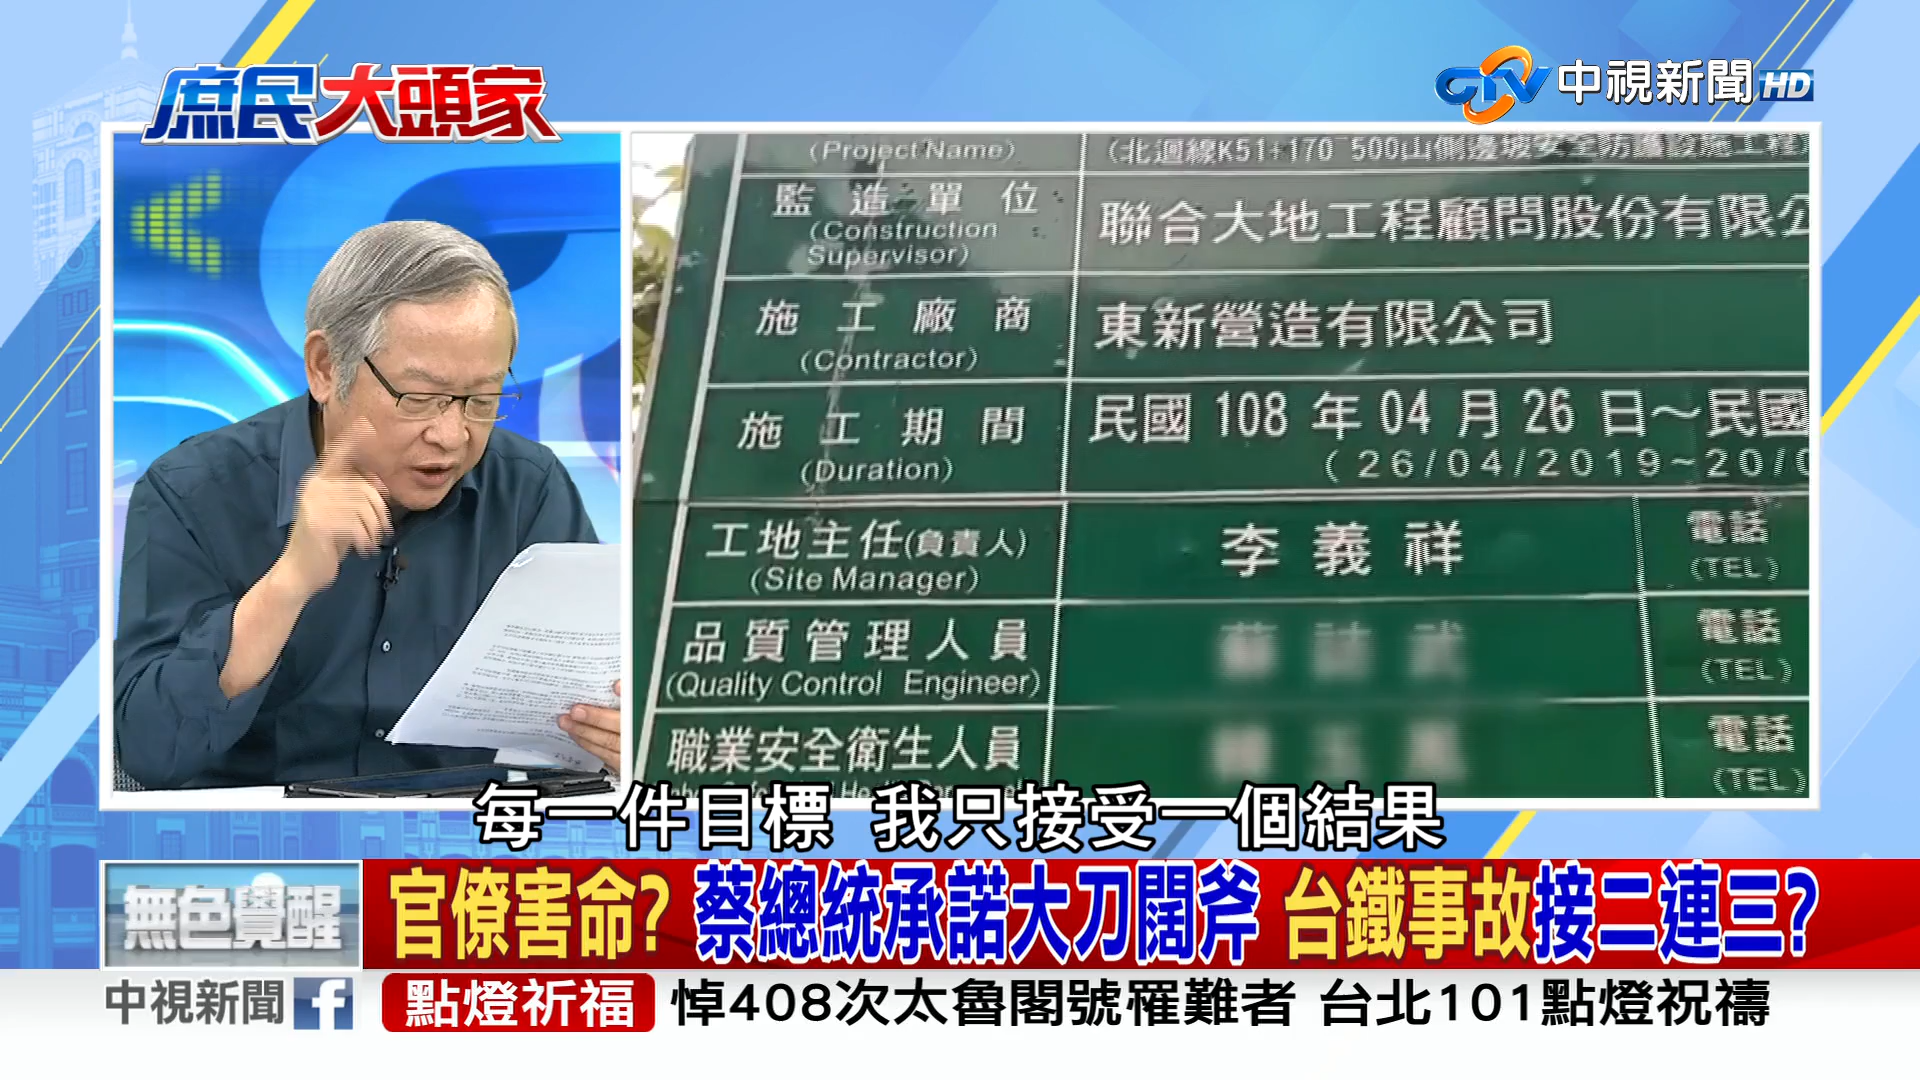 庶民大頭家
CTV中視新聞HD
(Project Name)
(北迴線K51+170~500山側邊坡安全防護設施工程)
監造單位
(Construction
Supervisor)
聯合大地工程顧問股份有限公
施工廠商
(Contractor)
東新營造有限公司
施工期間
(Duration)
民國 108 年 04 月 26 日～民國
(26/04/2019~20/0
工地主任(負責人)
(Site Manager)
李義祥
電話
(TEL)
品質管理人員
(Quality Control Engineer)
電話
(TEL)
職業安全衛生人員
電話
(TEL)
每一件目標 我只接受一個結果
無色覺醒
官僚害命? 蔡總統承諾大刀闊斧 台鐵事故接二連三?
中視新聞 f
點燈祈福
悼408次太魯閣號罹難者 台北101點燈祝禱